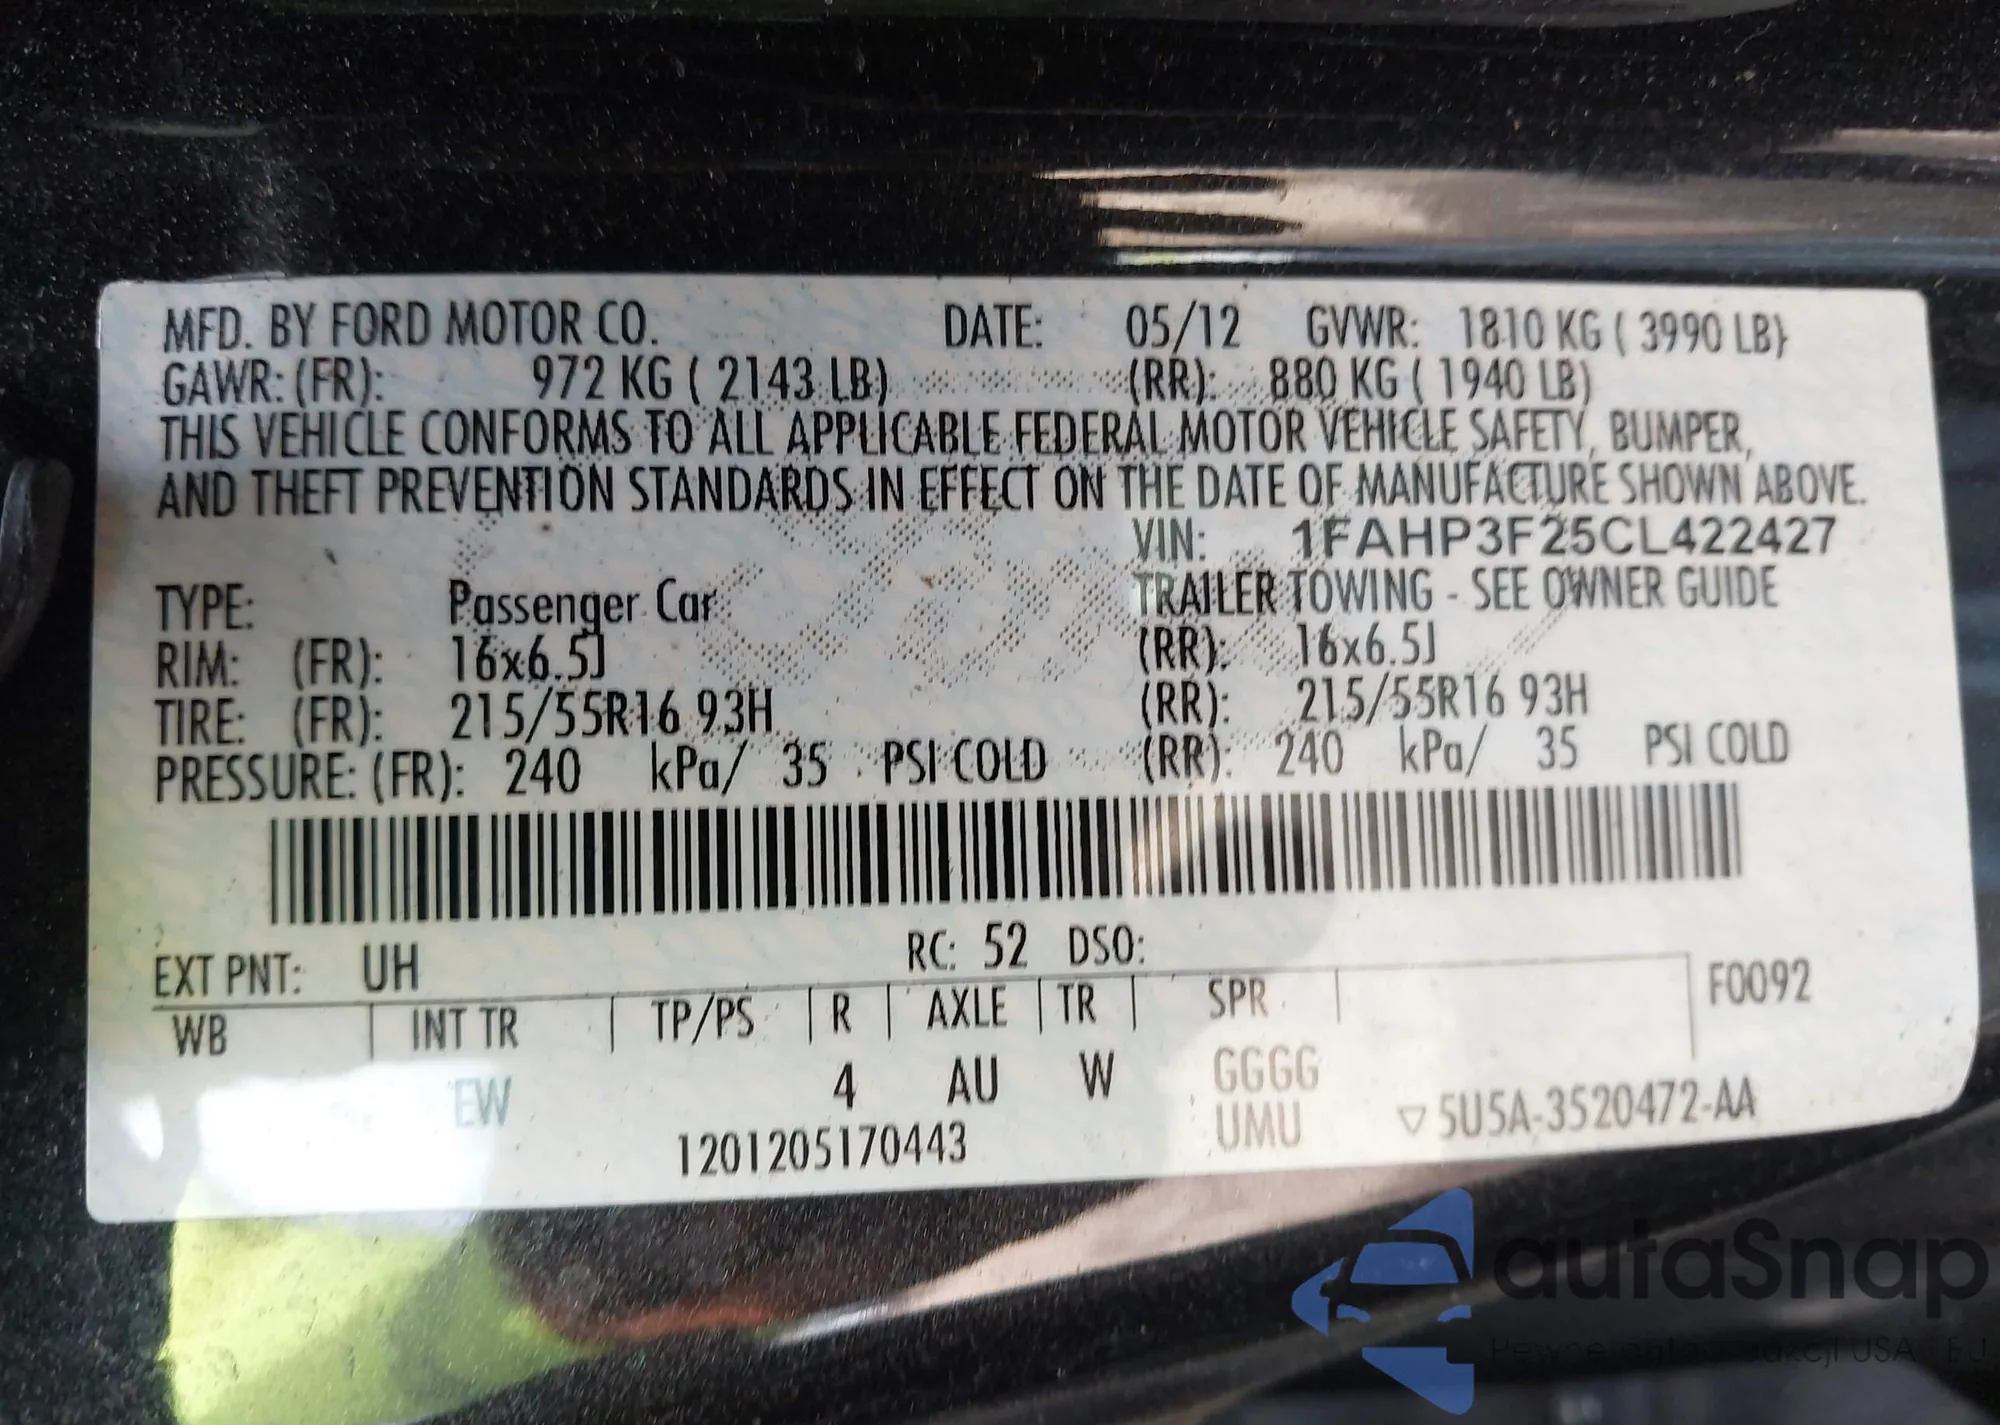 MFD. BY FORD MOTOR CO. DATE: 05/12 GVWR: 1810 KG ( 3990 LB)
GAWR: (FR): 972 KG ( 2143 LB) (RR): 880 KG ( 1940 LB)
THIS VEHICLE CONFORMS TO ALL APPLICABLE FEDERAL MOTOR VEHICLE SAFETY, BUMPER,
AND THEFT PREVENTION STANDARDS IN EFFECT ON THE DATE OF MANUFACTURE SHOWN ABOVE.
VIN: 1FAHP3F25CL422427
TYPE: Passenger Car TRAILER TOWING - SEE OWNER GUIDE
RIM: (FR): 16x6.5J (RR): 16x6.5J
TIRE: (FR): 215/55R16 93H (RR): 215/55R16 93H
PRESSURE: (FR): 240 kPa/ 35 PSI COLD (RR): 240 kPa/ 35 PSI COLD
EXT PNT: UH RC: 52 DSO:
WB INT TR TP/PS R AXLE TR SPR F0092
EW 4 AU W GGGG
UMU ▽5U5A-3520472-AA
1201205170443
autaSnap
USA
EU